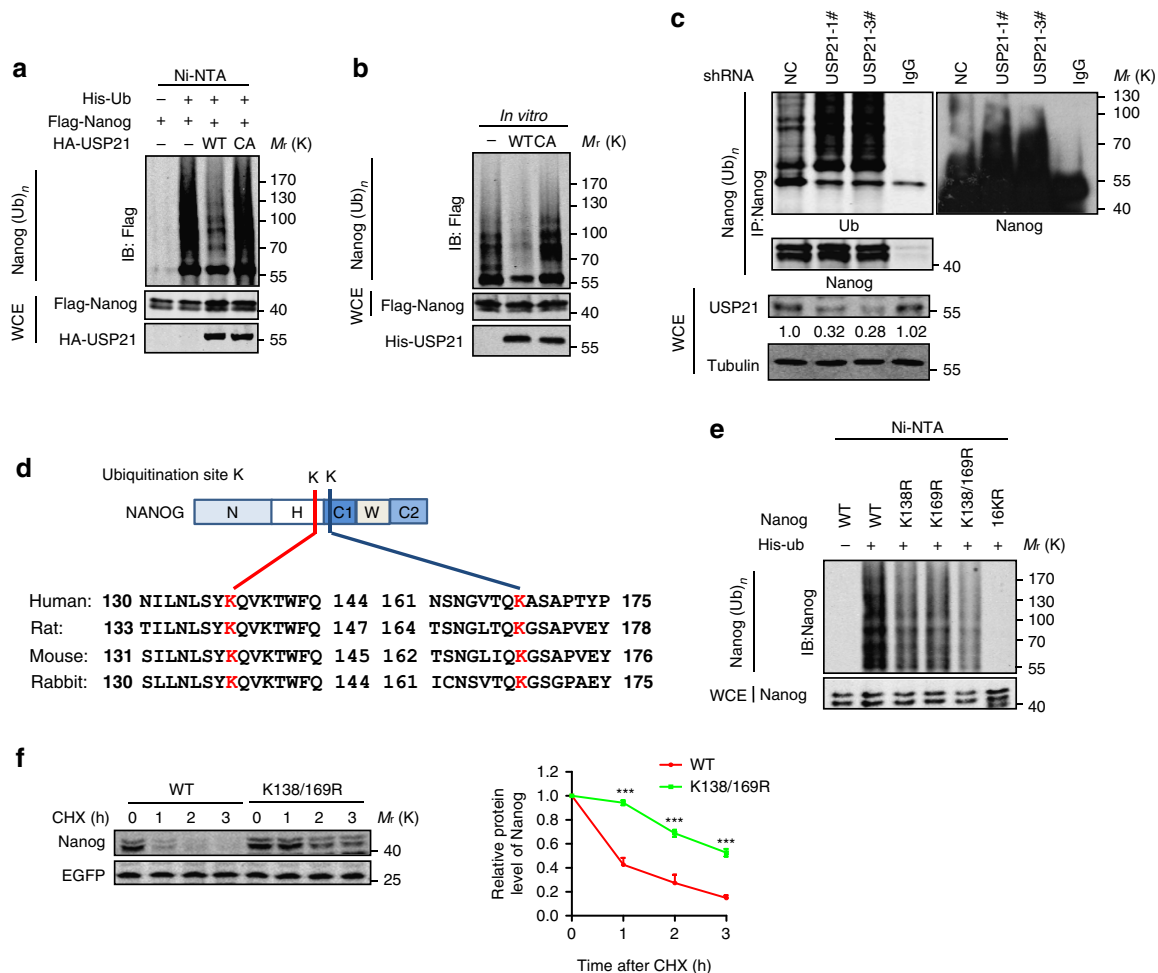 a
Ni-NTA
His-Ub – + + +
Flag-Nanog + + + +
HA-USP21 – – WT CA Mr (K)
Nanog (Ub)n
IB: Flag
170
130
100
70
55
WCE
Flag-Nanog
40
HA-USP21
55
b
In vitro
– WT CA Mr (K)
Nanog (Ub)n
IB: Flag
170
130
100
70
55
WCE
Flag-Nanog
40
His-USP21
55
c
shRNA NC USP21-1# USP21-3# IgG NC USP21-1# USP21-3# IgG Mr (K)
Nanog (Ub)n
IP:Nanog
130
100
70
55
40
Ub Nanog
40
Nanog
WCE
USP21
55
1.0 0.32 0.28 1.02
Tubulin
55
d
Ubiquitination site K K K
NANOG N H C1 W C2
Human: 130 NILNLSYKQVKTWFQ 144 161 NSNGVTQKASAPTYP 175
Rat: 133 TILNLSYKQVKTWFQ 147 164 TSNGLTQKGSAPVEY 178
Mouse: 131 SILNLSYKQVKTWFQ 145 162 TSNGLIQKGSAPVEY 176
Rabbit: 130 SLLNLSYKQVKTWFQ 144 161 ICNSVTQKGSGPAEY 175
e
Ni-NTA
Nanog WT WT K138R K169R K138/169R 16KR
His-ub – + + + + + Mr (K)
Nanog (Ub)n
IB:Nanog
170
130
100
70
55
WCE Nanog
40
f
WT K138/169R
CHX (h) 0 1 2 3 0 1 2 3 Mr (K)
Nanog
40
EGFP
25
WT
K138/169R
Relative protein
level of Nanog
1.2
1.0
0.8
0.6
0.4
0.2
0.0
***
***
***
0 1 2 3
Time after CHX (h)